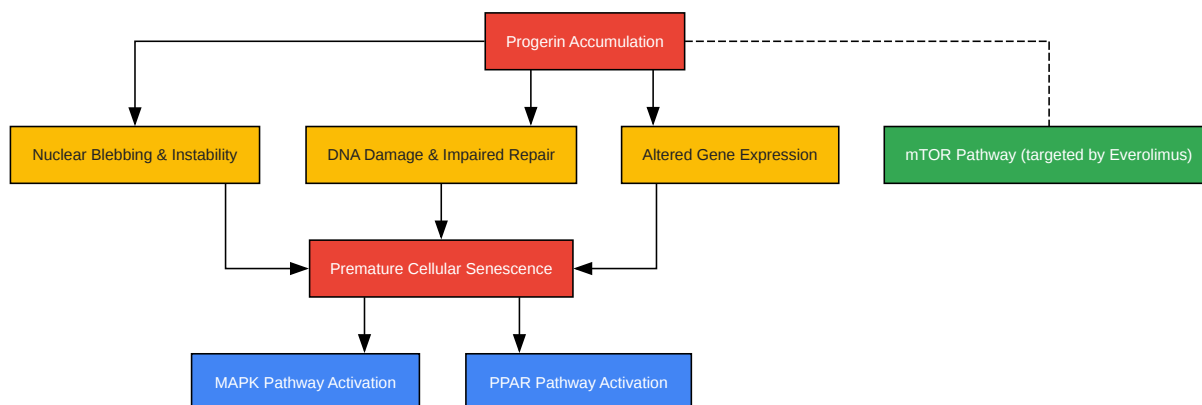 Progerin Accumulation
Nuclear Blebbing & Instability
DNA Damage & Impaired Repair
Altered Gene Expression
mTOR Pathway (targeted by Everolimus)
Premature Cellular Senescence
MAPK Pathway Activation
PPAR Pathway Activation